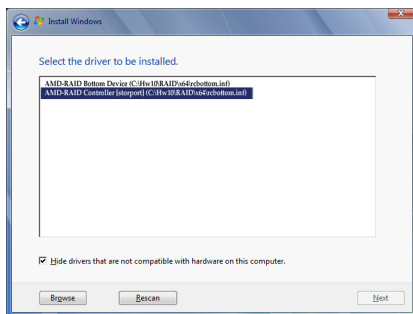 Install Windows
Select the driver to be installed.
AMD-RAID Bottom Device (C:\Hw10\RAID\x64\rcbottom.inf)
AMD-RAID Controller [storport] (C:\Hw10\RAID\x64\rcbottom.inf)
Hide drivers that are not compatible with hardware on this computer.
Browse Rescan Next